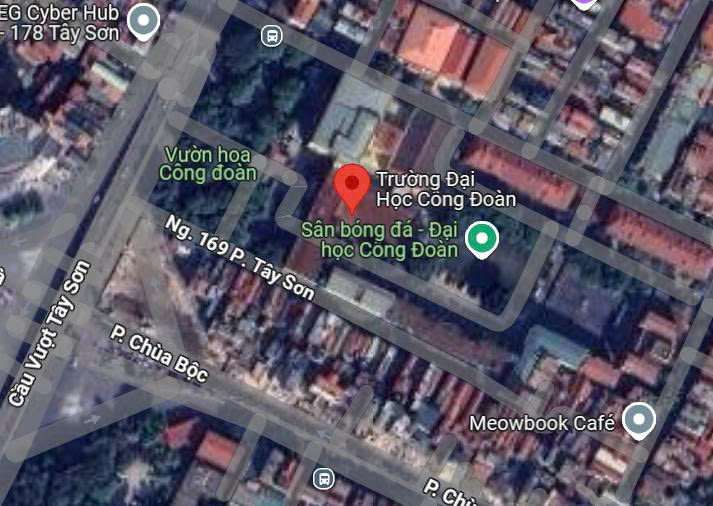 EG Cyber Hub
- 178 Tây Sơn
Vườn hoa
Công đoàn
Trường Đại
Học Công Đoàn
Sân bóng đá - Đại
học Công Đoàn
Ng. 169 P. Tây Sơn
Cầu Vượt Tây Sơn
P. Chùa Bộc
Meowbook Café
P. Chù